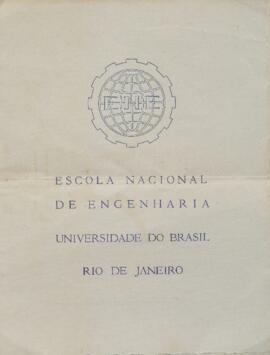 ESCOLA NACIONAL
DE ENGENHARIA
UNIVERSIDADE DO BRASIL
RIO DE JANEIRO